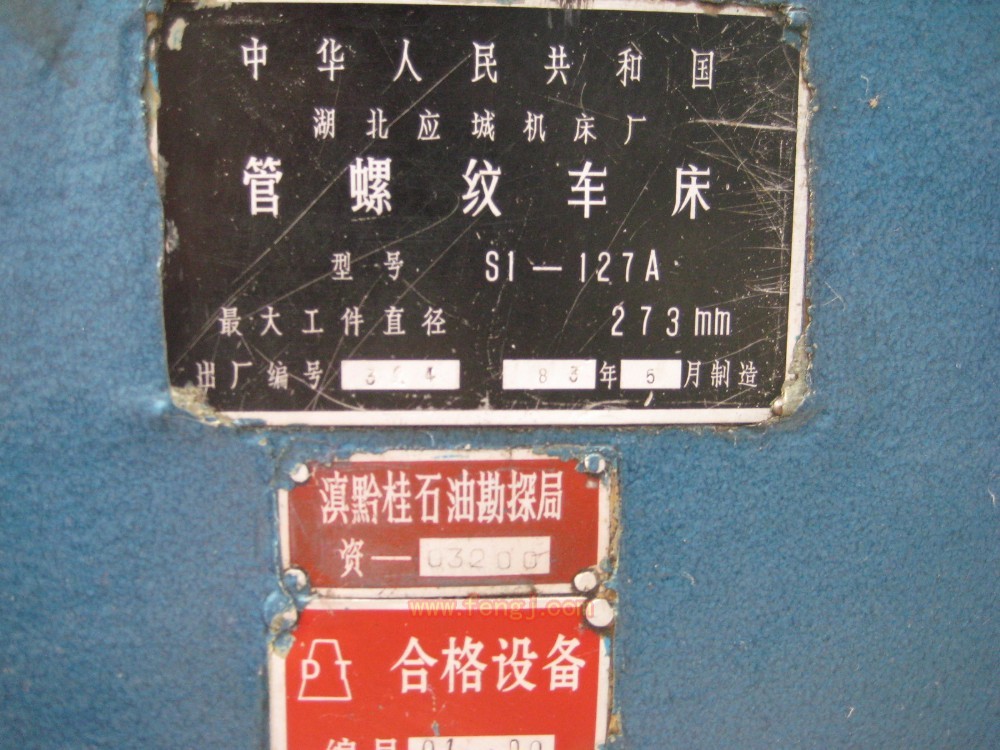 中华人民共和国
湖北应城机床厂
管螺纹车床
型号 S1—127A
最大工件直径 273mm
出厂编号 83年 月制造
滇黔桂石油勘探局
资—03200
www.fengj.com
PT 合格设备
编号